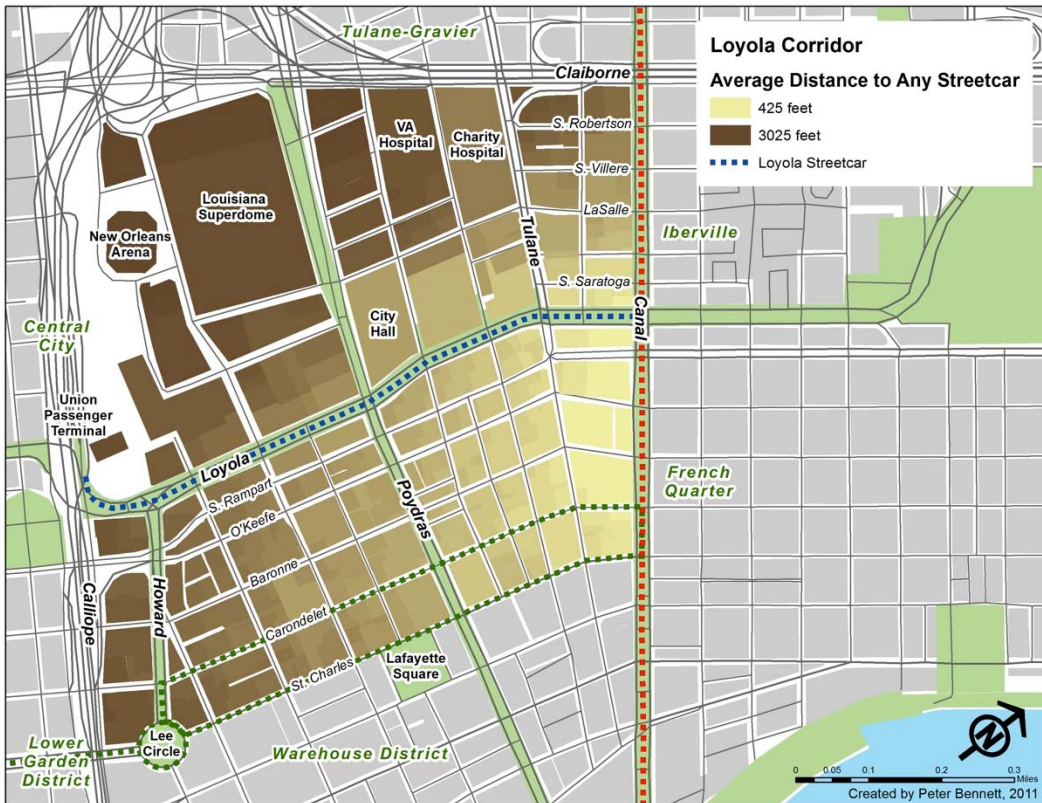 Tulane-Gravier
Loyola Corridor
Average Distance to Any Streetcar
425 feet
3025 feet
Loyola Streetcar
Claiborne
VA
Hospital
Charity
Hospital
S. Robertson
S. Villere
Louisiana
Superdome
LaSalle
New Orleans
Arena
Tulane
Iberville
S. Saratoga
City
Hall
Canal
Central
City
Union
Passenger
Terminal
Loyola
S. Rampart
O'Keefe
Poydras
French
Quarter
Baronne
Calliope
Howard
Carondelet
St. Charles
Lafayette
Square
Lee
Circle
Lower
Garden
District
Warehouse District
N
0 0.05 0.1 0.2 0.3
Miles
Created by Peter Bennett, 2011